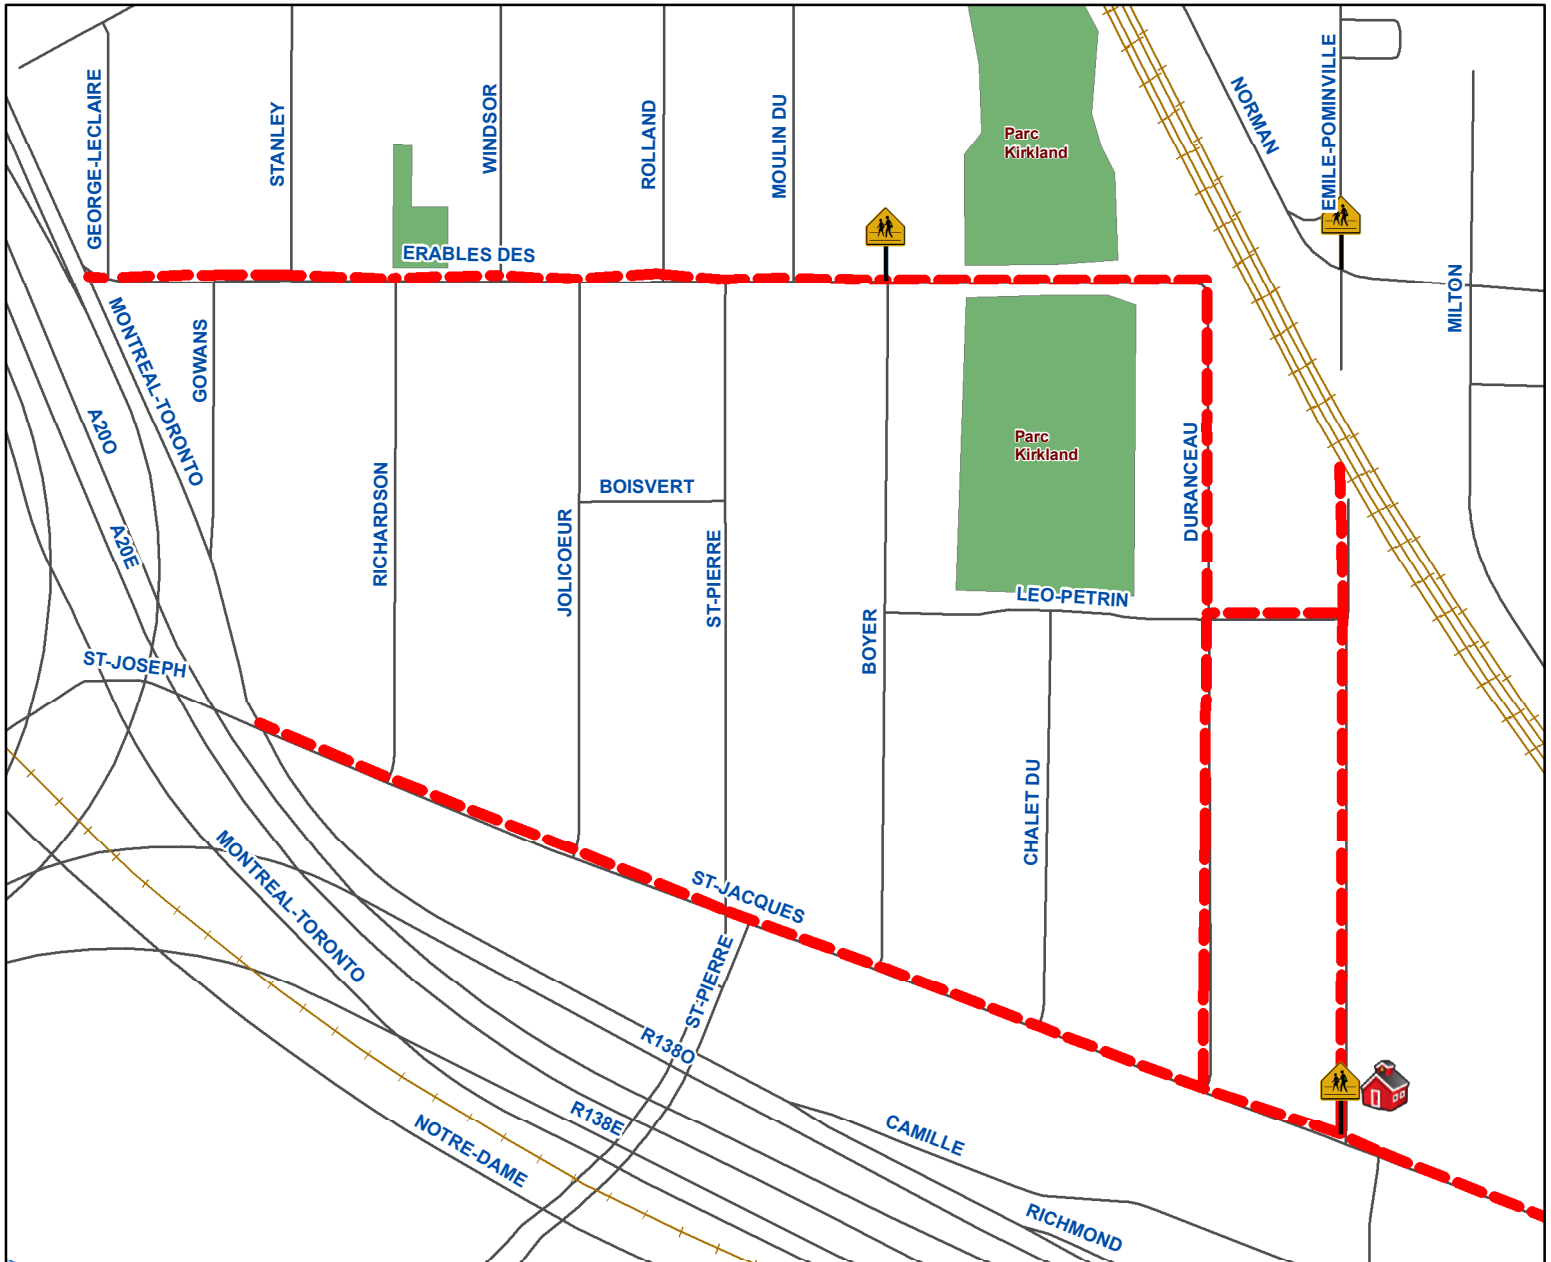 GEORGE-LECLAIRE
STANLEY
WINDSOR
ROLLAND
MOULIN DU
Parc
Kirkland
NORMAN
EMILE-POMINVILLE
MILTON
ERABLES DES
MONTREAL-TORONTO
GOWANS
A20O
A20E
RICHARDSON
JOLICOEUR
BOISVERT
ST-PIERRE
BOYER
Parc
Kirkland
DURANCEAU
LEO-PETRIN
CHALET DU
ST-JOSEPH
ST-JACQUES
MONTREAL-TORONTO
ST-PIERRE
R138O
R138E
NOTRE-DAME
CAMILLE
RICHMOND